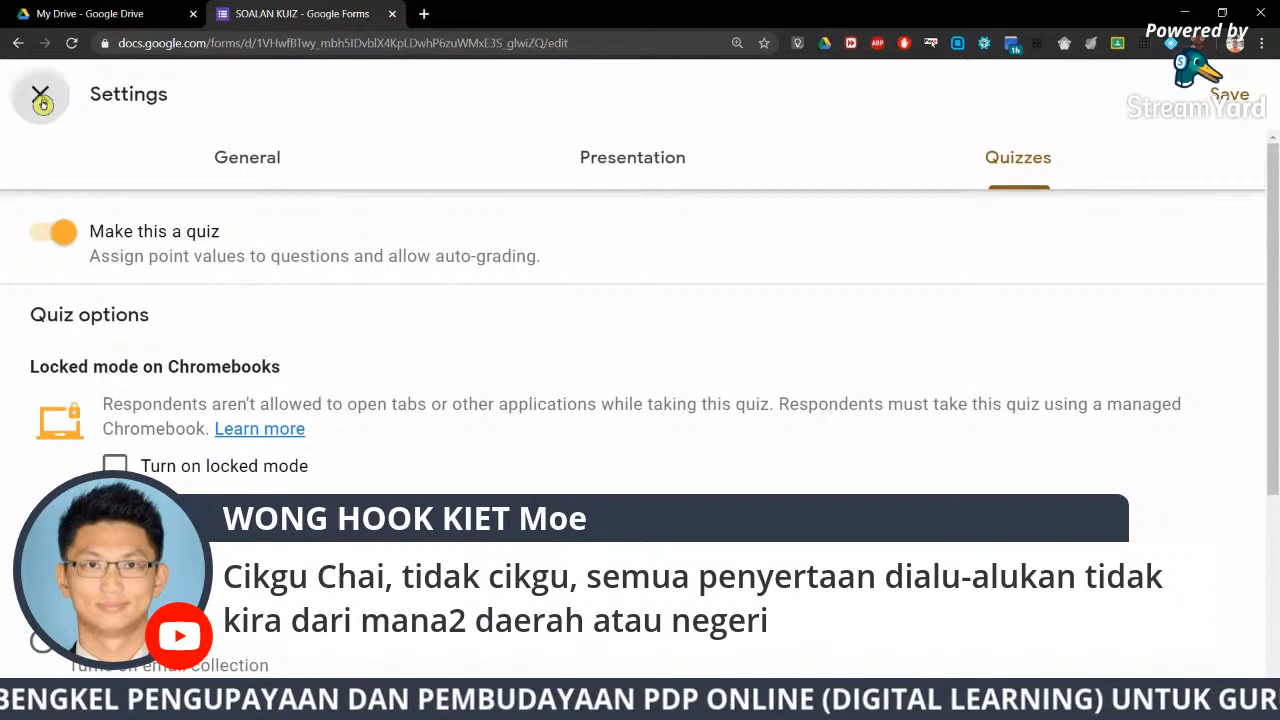 My Drive - Google Drive
SOALAN KUIZ - Google Forms
docs.google.com/forms/d/1VHwfBTwy_mbh5IDvblX4KpLDwhP6zuWMxE3S_glwiZQ/edit
Powered by
StreamYard
Settings
Save
General
Presentation
Quizzes
Make this a quiz
Assign point values to questions and allow auto-grading.
Quiz options
Locked mode on Chromebooks
Respondents aren't allowed to open tabs or other applications while taking this quiz. Respondents must take this quiz using a managed
Chromebook. Learn more
Turn on locked mode
WONG HOOK KIET Moe
Cikgu Chai, tidak cikgu, semua penyertaan dialu-alukan tidak
kira dari mana2 daerah atau negeri
Turns on email collection
BENGKEL PENGUPAYAAN DAN PEMBUDAYAAN PDP ONLINE (DIGITAL LEARNING) UNTUK GUR